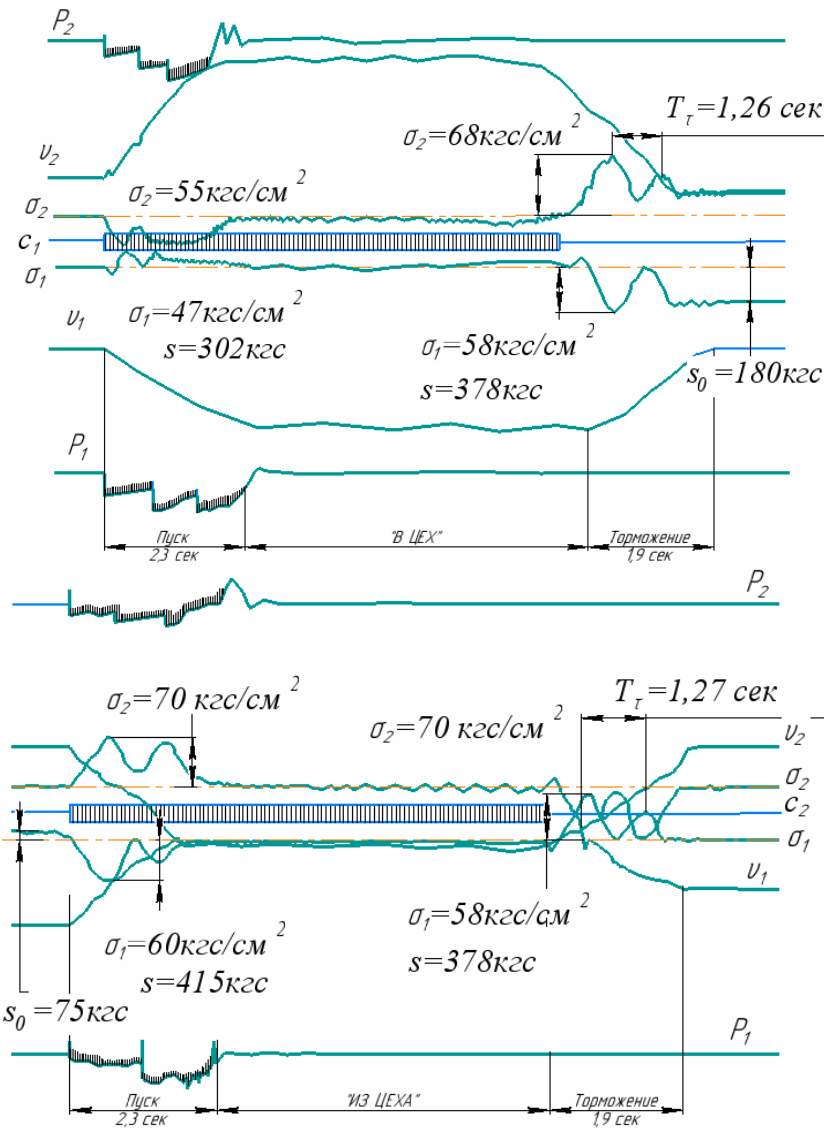 P₂
σ₂=68кгс/см²
T_τ=1,26 сек
υ₂
σ₂=55кгс/см²
σ₂
c₁
σ₁
σ₁=47кгс/см²
s=302кгс
υ₁
σ₁=58кгс/см²
s=378кгс
s₀=180кгс
P₁
Пуск
2,3 сек
"В ЦЕХ"
Торможение
1,9 сек
P₂
σ₂=70 кгс/см²
σ₂=70 кгс/см²
T_τ=1,27 сек
υ₂
σ₂
c₂
σ₁
υ₁
σ₁=60кгс/см²
s=415кгс
σ₁=58кгс/см²
s=378кгс
s₀=75кгс
P₁
Пуск
2,3 сек
"ИЗ ЦЕХА"
Торможение
1,9 сек